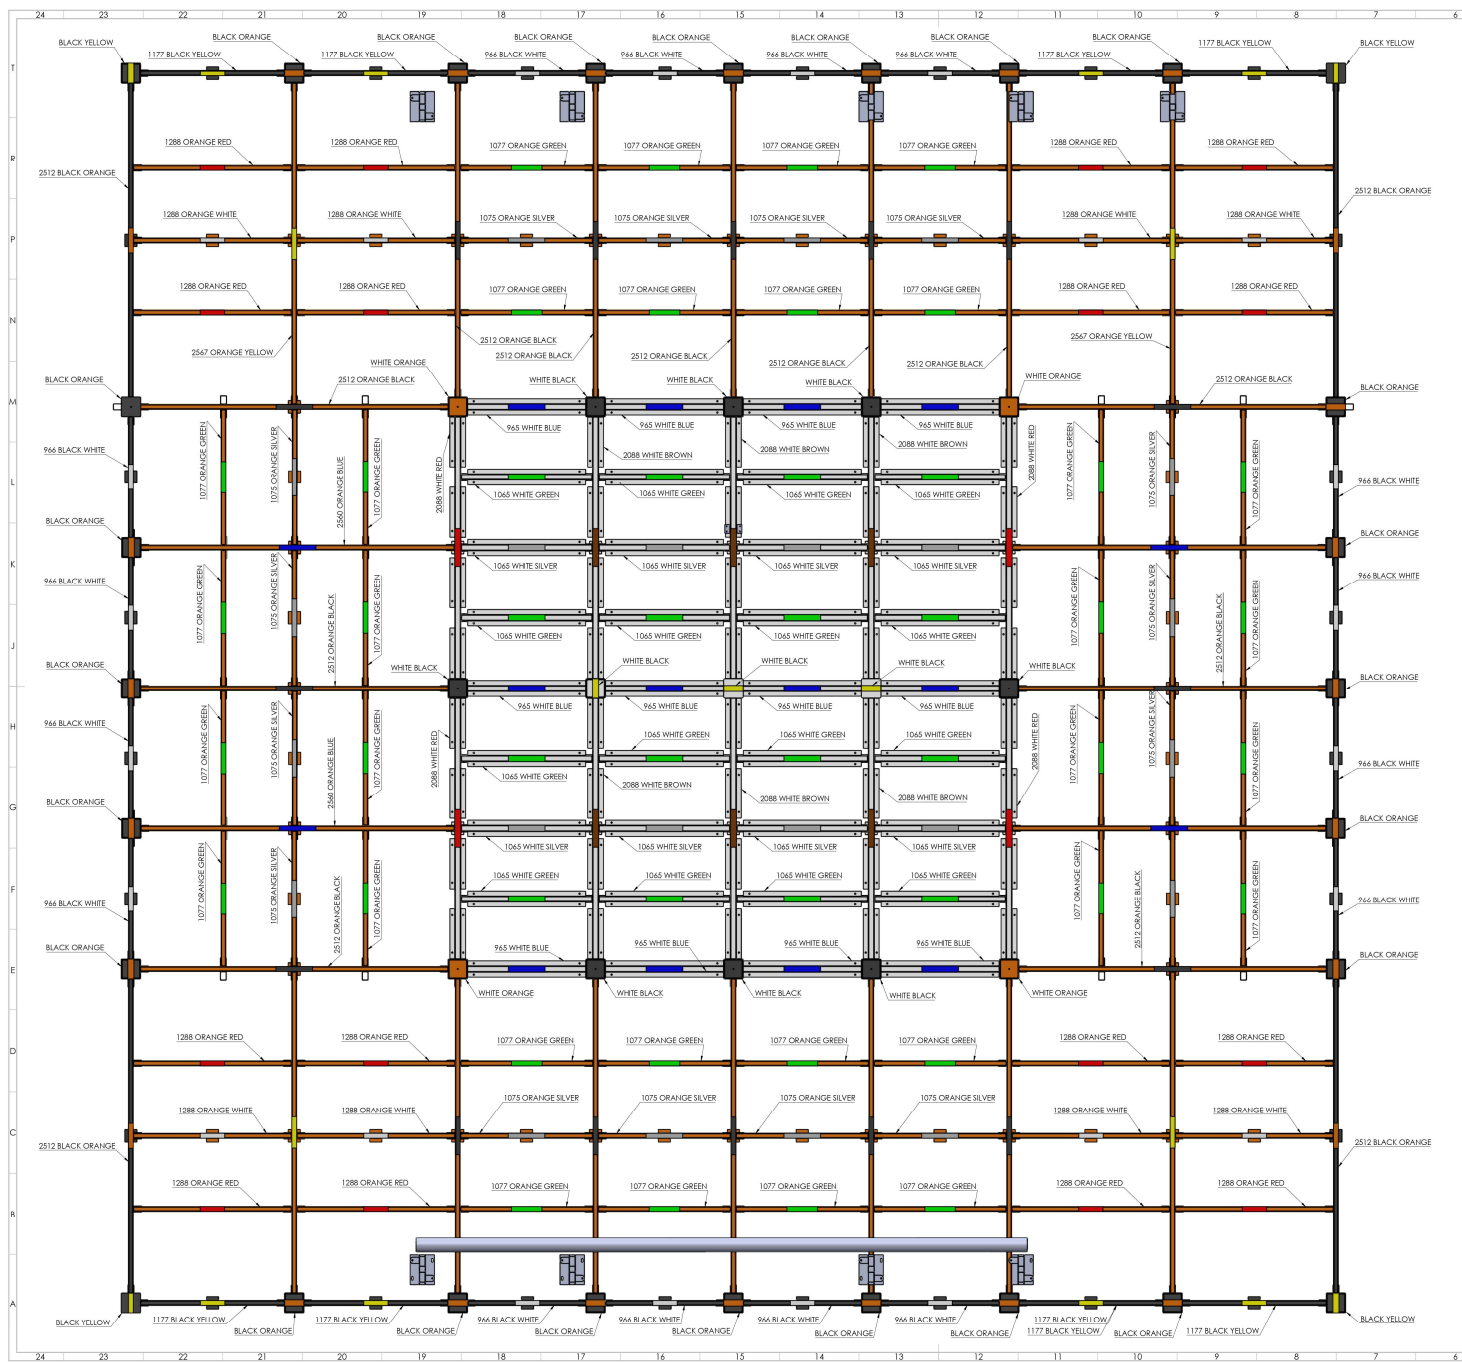 24 23 22 21 20 19 18 17 16 15 14 13 12 11 10 9 8 7 6
BLACK YELLOW
1177 BLACK YELLOW
BLACK ORANGE
1177 BLACK YELLOW
BLACK ORANGE
966 BLACK WHITE
BLACK ORANGE
966 BLACK WHITE
BLACK ORANGE
966 BLACK WHITE
BLACK ORANGE
966 BLACK WHITE
BLACK ORANGE
1177 BLACK YELLOW
BLACK ORANGE
1177 BLACK YELLOW
BLACK YELLOW
T
R
1288 ORANGE RED
1288 ORANGE RED
1077 ORANGE GREEN
1077 ORANGE GREEN
1077 ORANGE GREEN
1077 ORANGE GREEN
1288 ORANGE RED
1288 ORANGE RED
2512 BLACK ORANGE
2512 BLACK ORANGE
P
1288 ORANGE WHITE
1288 ORANGE WHITE
1075 ORANGE SILVER
1075 ORANGE SILVER
1075 ORANGE SILVER
1075 ORANGE SILVER
1288 ORANGE WHITE
1288 ORANGE WHITE
1288 ORANGE RED
1288 ORANGE RED
1077 ORANGE GREEN
1077 ORANGE GREEN
1077 ORANGE GREEN
1077 ORANGE GREEN
1288 ORANGE RED
1288 ORANGE RED
N
2567 ORANGE YELLOW
2512 ORANGE BLACK
2512 ORANGE BLACK
2512 ORANGE BLACK
2512 ORANGE BLACK
2512 ORANGE BLACK
2567 ORANGE YELLOW
BLACK ORANGE
2512 ORANGE BLACK
WHITE ORANGE
WHITE BLACK
WHITE BLACK
WHITE BLACK
WHITE ORANGE
2512 ORANGE BLACK
BLACK ORANGE
M
965 WHITE BLUE
965 WHITE BLUE
965 WHITE BLUE
965 WHITE BLUE
966 BLACK WHITE
1077 ORANGE GREEN
1075 ORANGE SILVER
2560 ORANGE BLUE
1077 ORANGE GREEN
2088 WHITE RED
2088 WHITE BROWN
2088 WHITE BROWN
2088 WHITE BROWN
2088 WHITE RED
1077 ORANGE GREEN
1075 ORANGE SILVER
1077 ORANGE GREEN
966 BLACK WHITE
L
1065 WHITE GREEN
1065 WHITE GREEN
1065 WHITE GREEN
1065 WHITE GREEN
BLACK ORANGE
BLACK ORANGE
K
1065 WHITE SILVER
1065 WHITE SILVER
1065 WHITE SILVER
1065 WHITE SILVER
966 BLACK WHITE
1077 ORANGE GREEN
1075 ORANGE SILVER
2512 ORANGE BLACK
1077 ORANGE GREEN
1077 ORANGE GREEN
1075 ORANGE SILVER
2512 ORANGE BLACK
1077 ORANGE GREEN
966 BLACK WHITE
J
1065 WHITE GREEN
1065 WHITE GREEN
1065 WHITE GREEN
1065 WHITE GREEN
BLACK ORANGE
WHITE BLACK
WHITE BLACK
WHITE BLACK
WHITE BLACK
WHITE BLACK
BLACK ORANGE
965 WHITE BLUE
965 WHITE BLUE
965 WHITE BLUE
965 WHITE BLUE
H
966 BLACK WHITE
1077 ORANGE GREEN
1075 ORANGE SILVER
2560 ORANGE BLUE
1077 ORANGE GREEN
2088 WHITE RED
1065 WHITE GREEN
1065 WHITE GREEN
1065 WHITE GREEN
1065 WHITE GREEN
2088 WHITE RED
1077 ORANGE GREEN
1075 ORANGE SILVER
1077 ORANGE GREEN
966 BLACK WHITE
2088 WHITE BROWN
2088 WHITE BROWN
2088 WHITE BROWN
G
BLACK ORANGE
BLACK ORANGE
1065 WHITE SILVER
1065 WHITE SILVER
1065 WHITE SILVER
1065 WHITE SILVER
F
966 BLACK WHITE
1077 ORANGE GREEN
1075 ORANGE SILVER
2512 ORANGE BLACK
1077 ORANGE GREEN
1065 WHITE GREEN
1065 WHITE GREEN
1065 WHITE GREEN
1065 WHITE GREEN
1077 ORANGE GREEN
2512 ORANGE BLACK
1077 ORANGE GREEN
966 BLACK WHITE
BLACK ORANGE
965 WHITE BLUE
965 WHITE BLUE
965 WHITE BLUE
965 WHITE BLUE
BLACK ORANGE
E
WHITE ORANGE
WHITE BLACK
WHITE BLACK
WHITE BLACK
WHITE ORANGE
D
1288 ORANGE RED
1288 ORANGE RED
1077 ORANGE GREEN
1077 ORANGE GREEN
1077 ORANGE GREEN
1077 ORANGE GREEN
1288 ORANGE RED
1288 ORANGE RED
1288 ORANGE WHITE
1288 ORANGE WHITE
1075 ORANGE SILVER
1075 ORANGE SILVER
1075 ORANGE SILVER
1075 ORANGE SILVER
1288 ORANGE WHITE
1288 ORANGE WHITE
C
2512 BLACK ORANGE
2512 BLACK ORANGE
1288 ORANGE RED
1288 ORANGE RED
1077 ORANGE GREEN
1077 ORANGE GREEN
1077 ORANGE GREEN
1077 ORANGE GREEN
1288 ORANGE RED
1288 ORANGE RED
B
A
BLACK YELLOW
1177 BLACK YELLOW
BLACK ORANGE
1177 BLACK YELLOW
BLACK ORANGE
966 BLACK WHITE
BLACK ORANGE
966 BLACK WHITE
BLACK ORANGE
966 BLACK WHITE
BLACK ORANGE
966 BLACK WHITE
BLACK ORANGE
1177 BLACK YELLOW
BLACK ORANGE
1177 BLACK YELLOW
BLACK YELLOW
24 23 22 21 20 19 18 17 16 15 14 13 12 11 10 9 8 7 6